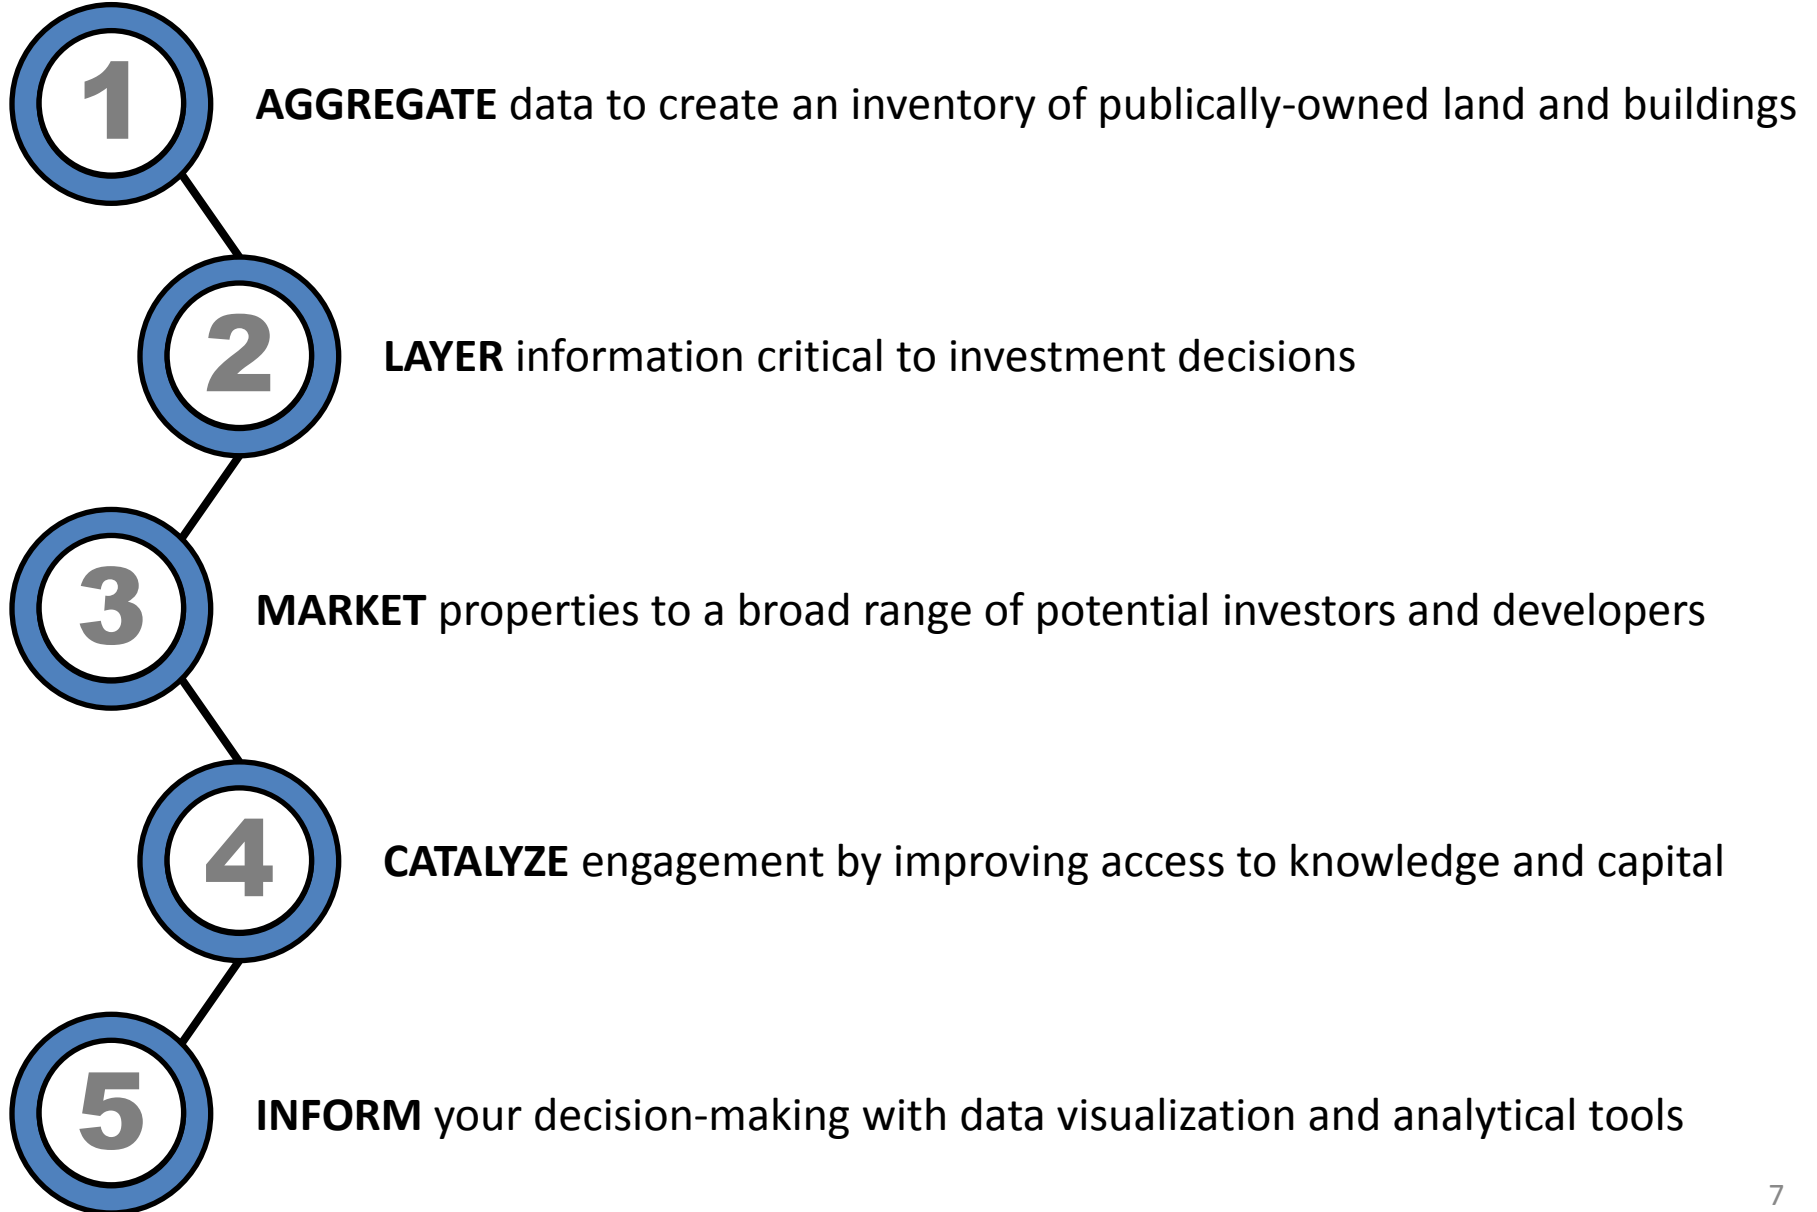 1
AGGREGATE data to create an inventory of publically-owned land and buildings
2
LAYER information critical to investment decisions
3
MARKET properties to a broad range of potential investors and developers
4
CATALYZE engagement by improving access to knowledge and capital
5
INFORM your decision-making with data visualization and analytical tools
7